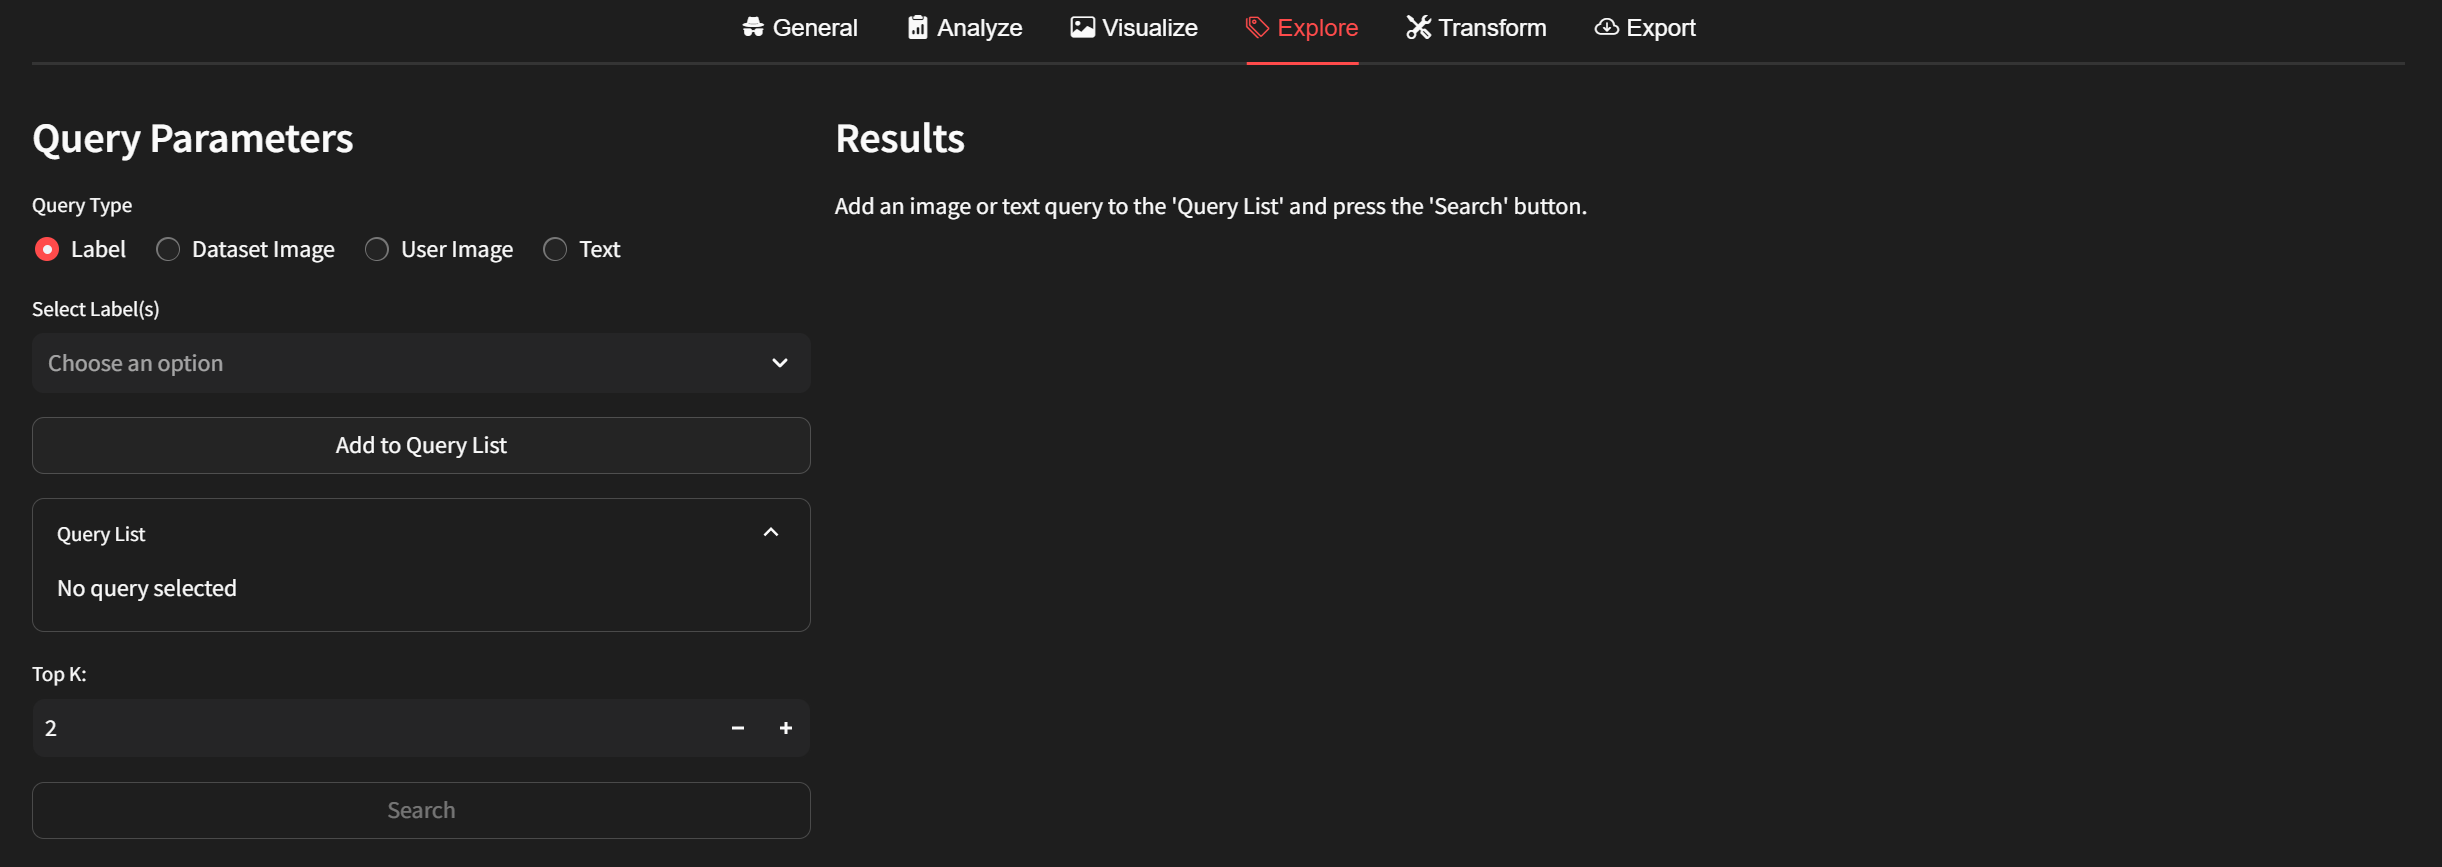 General Analyze Visualize Explore Transform Export
Query Parameters
Query Type
Label Dataset Image User Image Text
Select Label(s)
Choose an option
Add to Query List
Query List
No query selected
Top K:
2
Search
Results
Add an image or text query to the 'Query List' and press the 'Search' button.